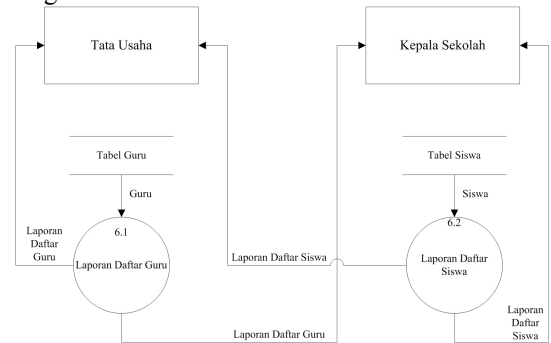 Tata Usaha
Kepala Sekolah
Tabel Guru
Tabel Siswa
Guru
Siswa
6.1
Laporan Daftar Guru
6.2
Laporan Daftar
Siswa
Laporan
Daftar
Guru
Laporan Daftar Siswa
Laporan Daftar Guru
Laporan
Daftar
Siswa